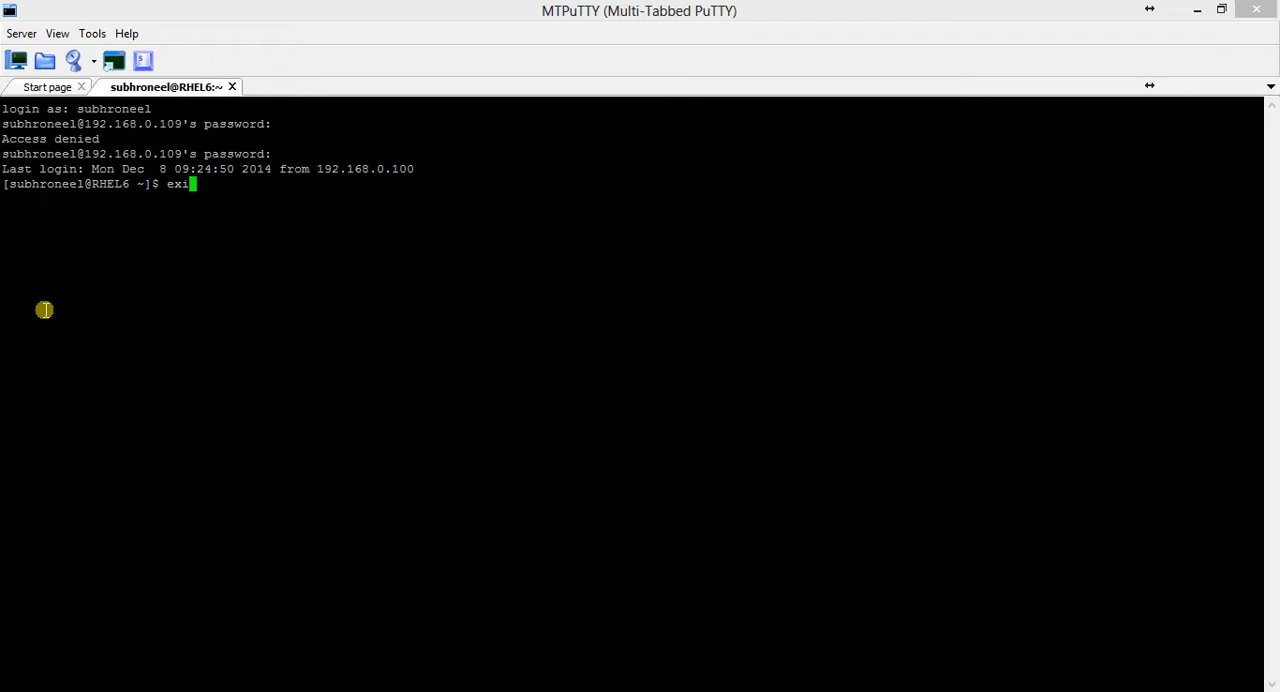 MTPuTTY (Multi-Tabbed PuTTY)
Server View Tools Help
Start page subhroneel@RHEL6:~
login as: subhroneel
subhroneel@192.168.0.109's password:
Access denied
subhroneel@192.168.0.109's password:
Last login: Mon Dec  8 09:24:50 2014 from 192.168.0.100
[subhroneel@RHEL6 ~]$ exi